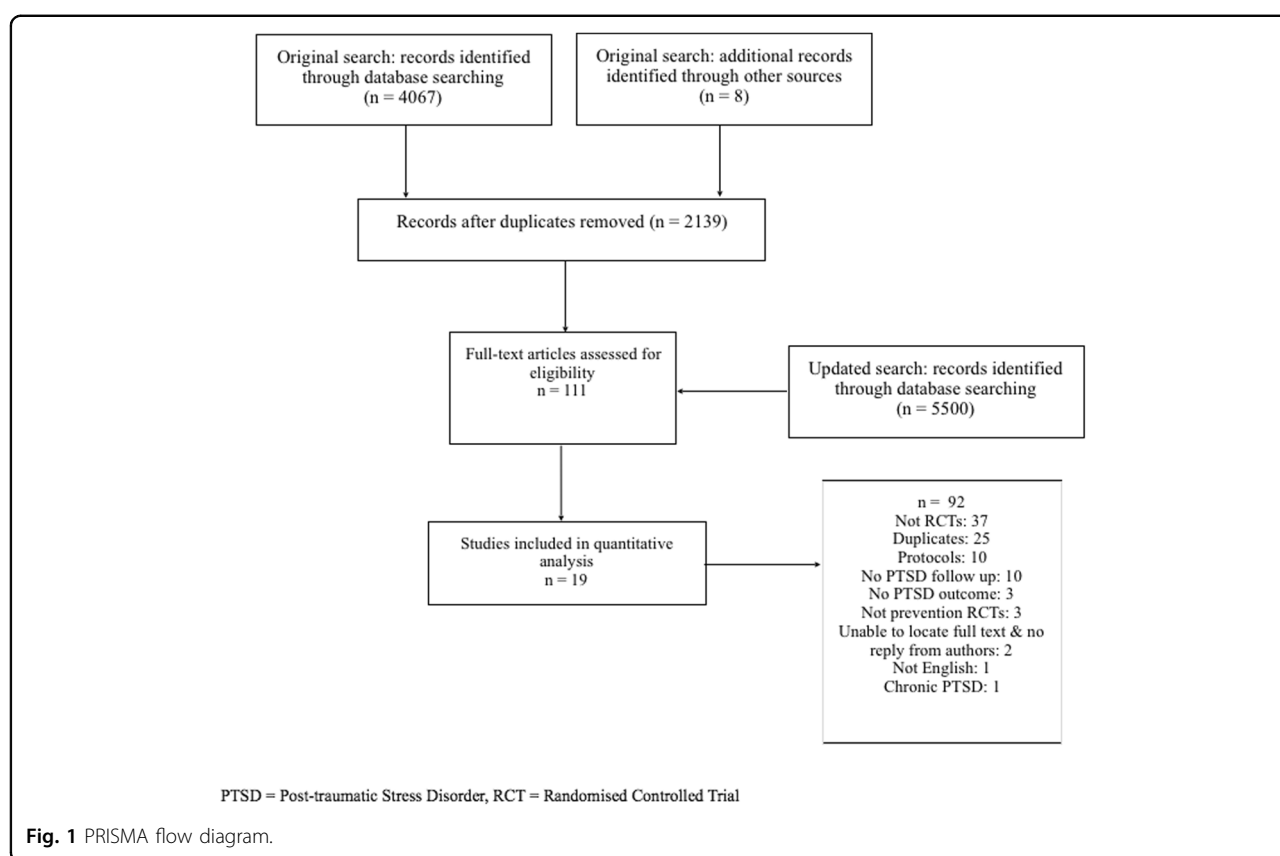 Original search: records identified
through database searching
(n = 4067)
Original search: additional records
identified through other sources
(n = 8)
Records after duplicates removed (n = 2139)
Full-text articles assessed for
eligibility
n = 111
Updated search: records identified
through database searching
(n = 5500)
Studies included in quantitative
analysis
n = 19
n = 92
Not RCTs: 37
Duplicates: 25
Protocols: 10
No PTSD follow up: 10
No PTSD outcome: 3
Not prevention RCTs: 3
Unable to locate full text & no
reply from authors: 2
Not English: 1
Chronic PTSD: 1
PTSD = Post-traumatic Stress Disorder, RCT = Randomised Controlled Trial
Fig. 1 PRISMA flow diagram.